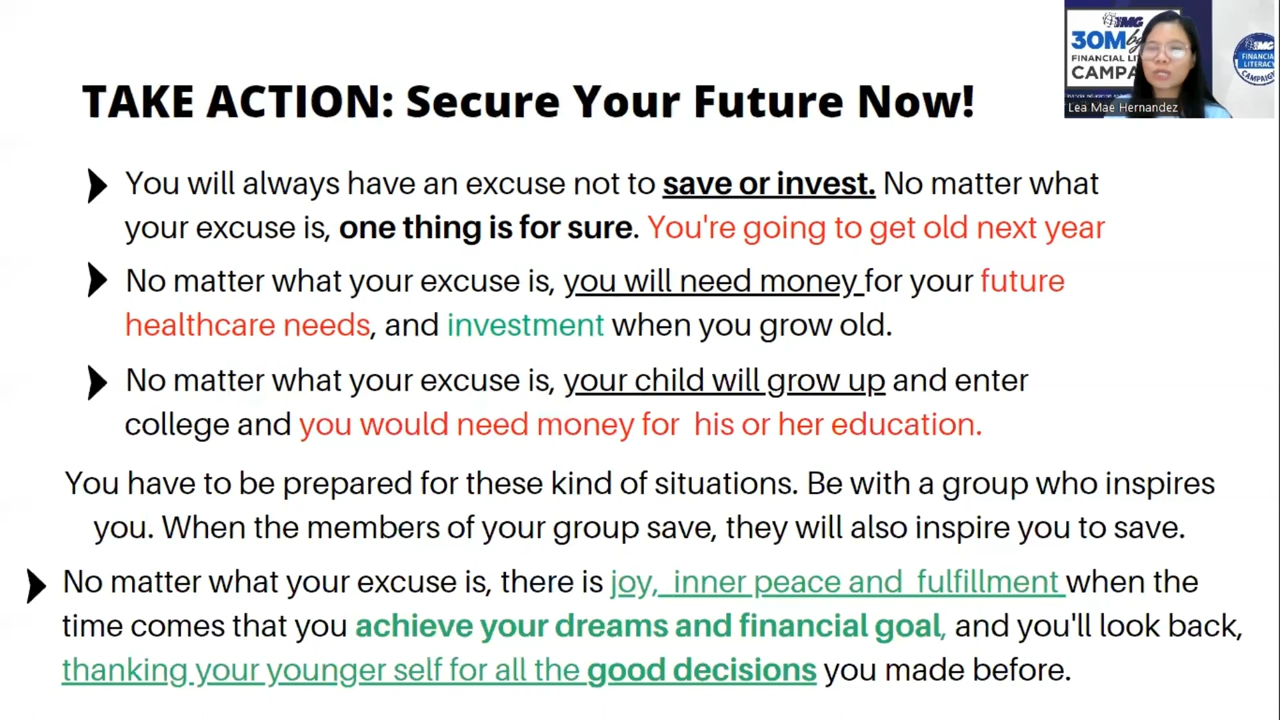 IMG
30M by
FINANCIAL LI
CAMPA
IMG
FINANCIAL
LITERACY
CAMPAIGN
Lea Mae Hernandez
TAKE ACTION: Secure Your Future Now!
You will always have an excuse not to save or invest. No matter what
your excuse is, one thing is for sure. You're going to get old next year
No matter what your excuse is, you will need money for your future
healthcare needs, and investment when you grow old.
No matter what your excuse is, your child will grow up and enter
college and you would need money for his or her education.
You have to be prepared for these kind of situations. Be with a group who inspires
you. When the members of your group save, they will also inspire you to save.
No matter what your excuse is, there is joy, inner peace and fulfillment when the
time comes that you achieve your dreams and financial goal, and you'll look back,
thanking your younger self for all the good decisions you made before.